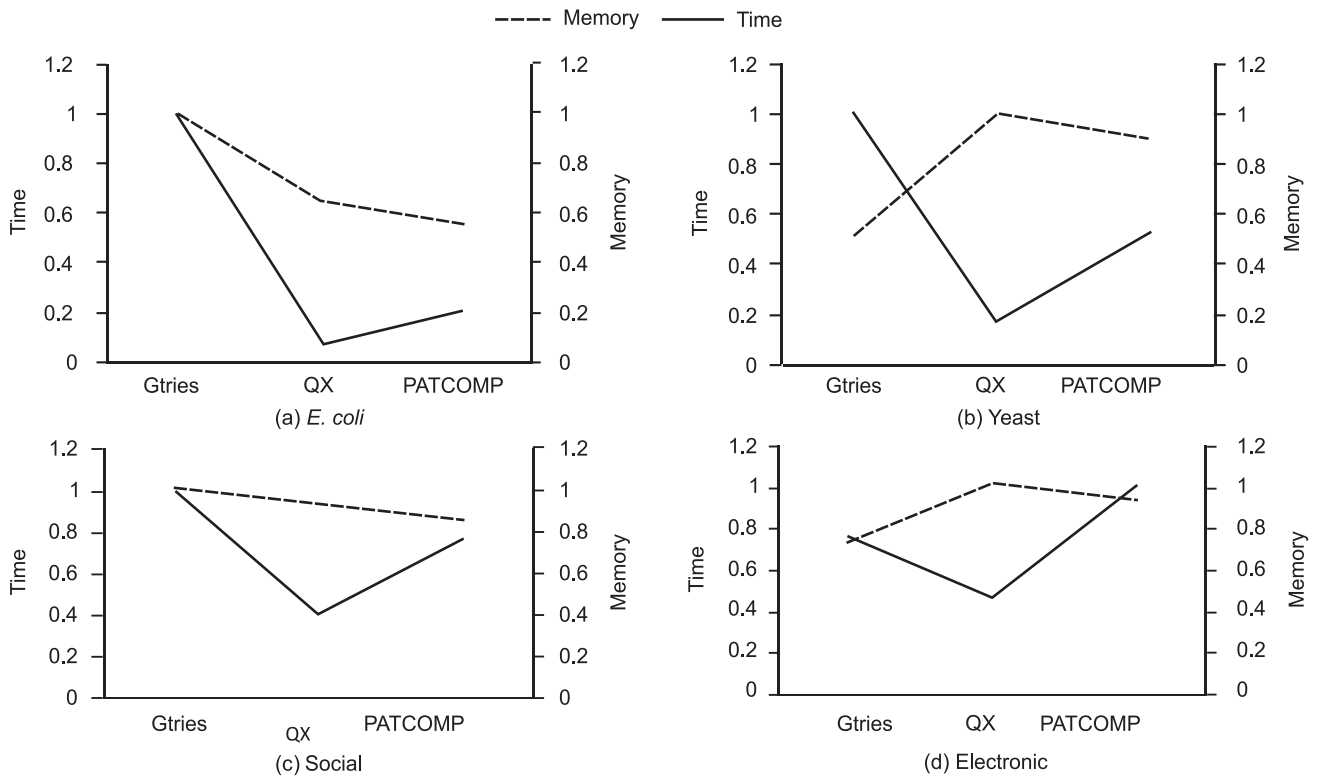 Memory Time
1.2 1.2
1 1
0.8 0.8
0.6 0.6
0.4 0.4
0.2 0.2
0 0
Time
Memory
Gtries QX PATCOMP
(a) E. coli
1.2 1.2
1 1
0.8 0.8
0.6 0.6
0.4 0.4
0.2 0.2
0 0
Time
Memory
Gtries QX PATCOMP
(b) Yeast
1.2 1.2
1 1
0.8 0.8
0.6 0.6
0.4 0.4
0.2 0.2
0 0
Time
Memory
Gtries QX PATCOMP
(c) Social
1.2 1.2
1 1
0.8 0.8
0.6 0.6
0.4 0.4
0.2 0.2
0 0
Time
Memory
Gtries QX PATCOMP
(d) Electronic